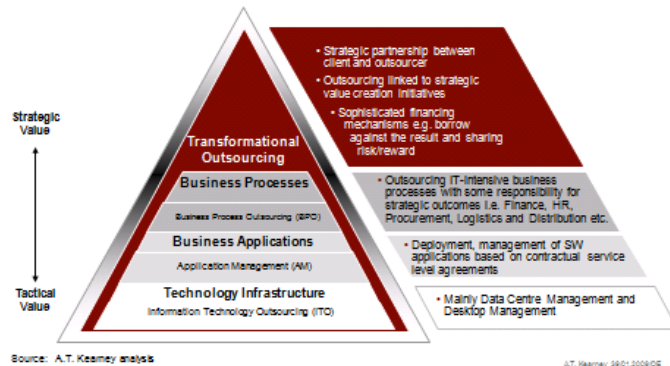 • Strategic partnership between
client and outsourcer
• Outsourcing linked to strategic
value creation initiatives
• Sophisticated financing
mechanisms e.g. borrow
against the result and sharing
risk/reward
Strategic
Value
Transformational
Outsourcing
Business Processes
Business Process Outsourcing (BPO)
• Outsourcing IT-intensive business
processes with some responsibility for
strategic outcomes i.e. Finance, HR,
Procurement, Logistics and Distribution etc.
Business Applications
Application Management (AM)
• Deployment, management of SW
applications based on contractual service
level agreements
Tactical
Value
Technology Infrastructure
Information Technology Outsourcing (ITO)
• Mainly Data Centre Management and
Desktop Management
Source: A.T. Kearney analysis
A.T. Kearney